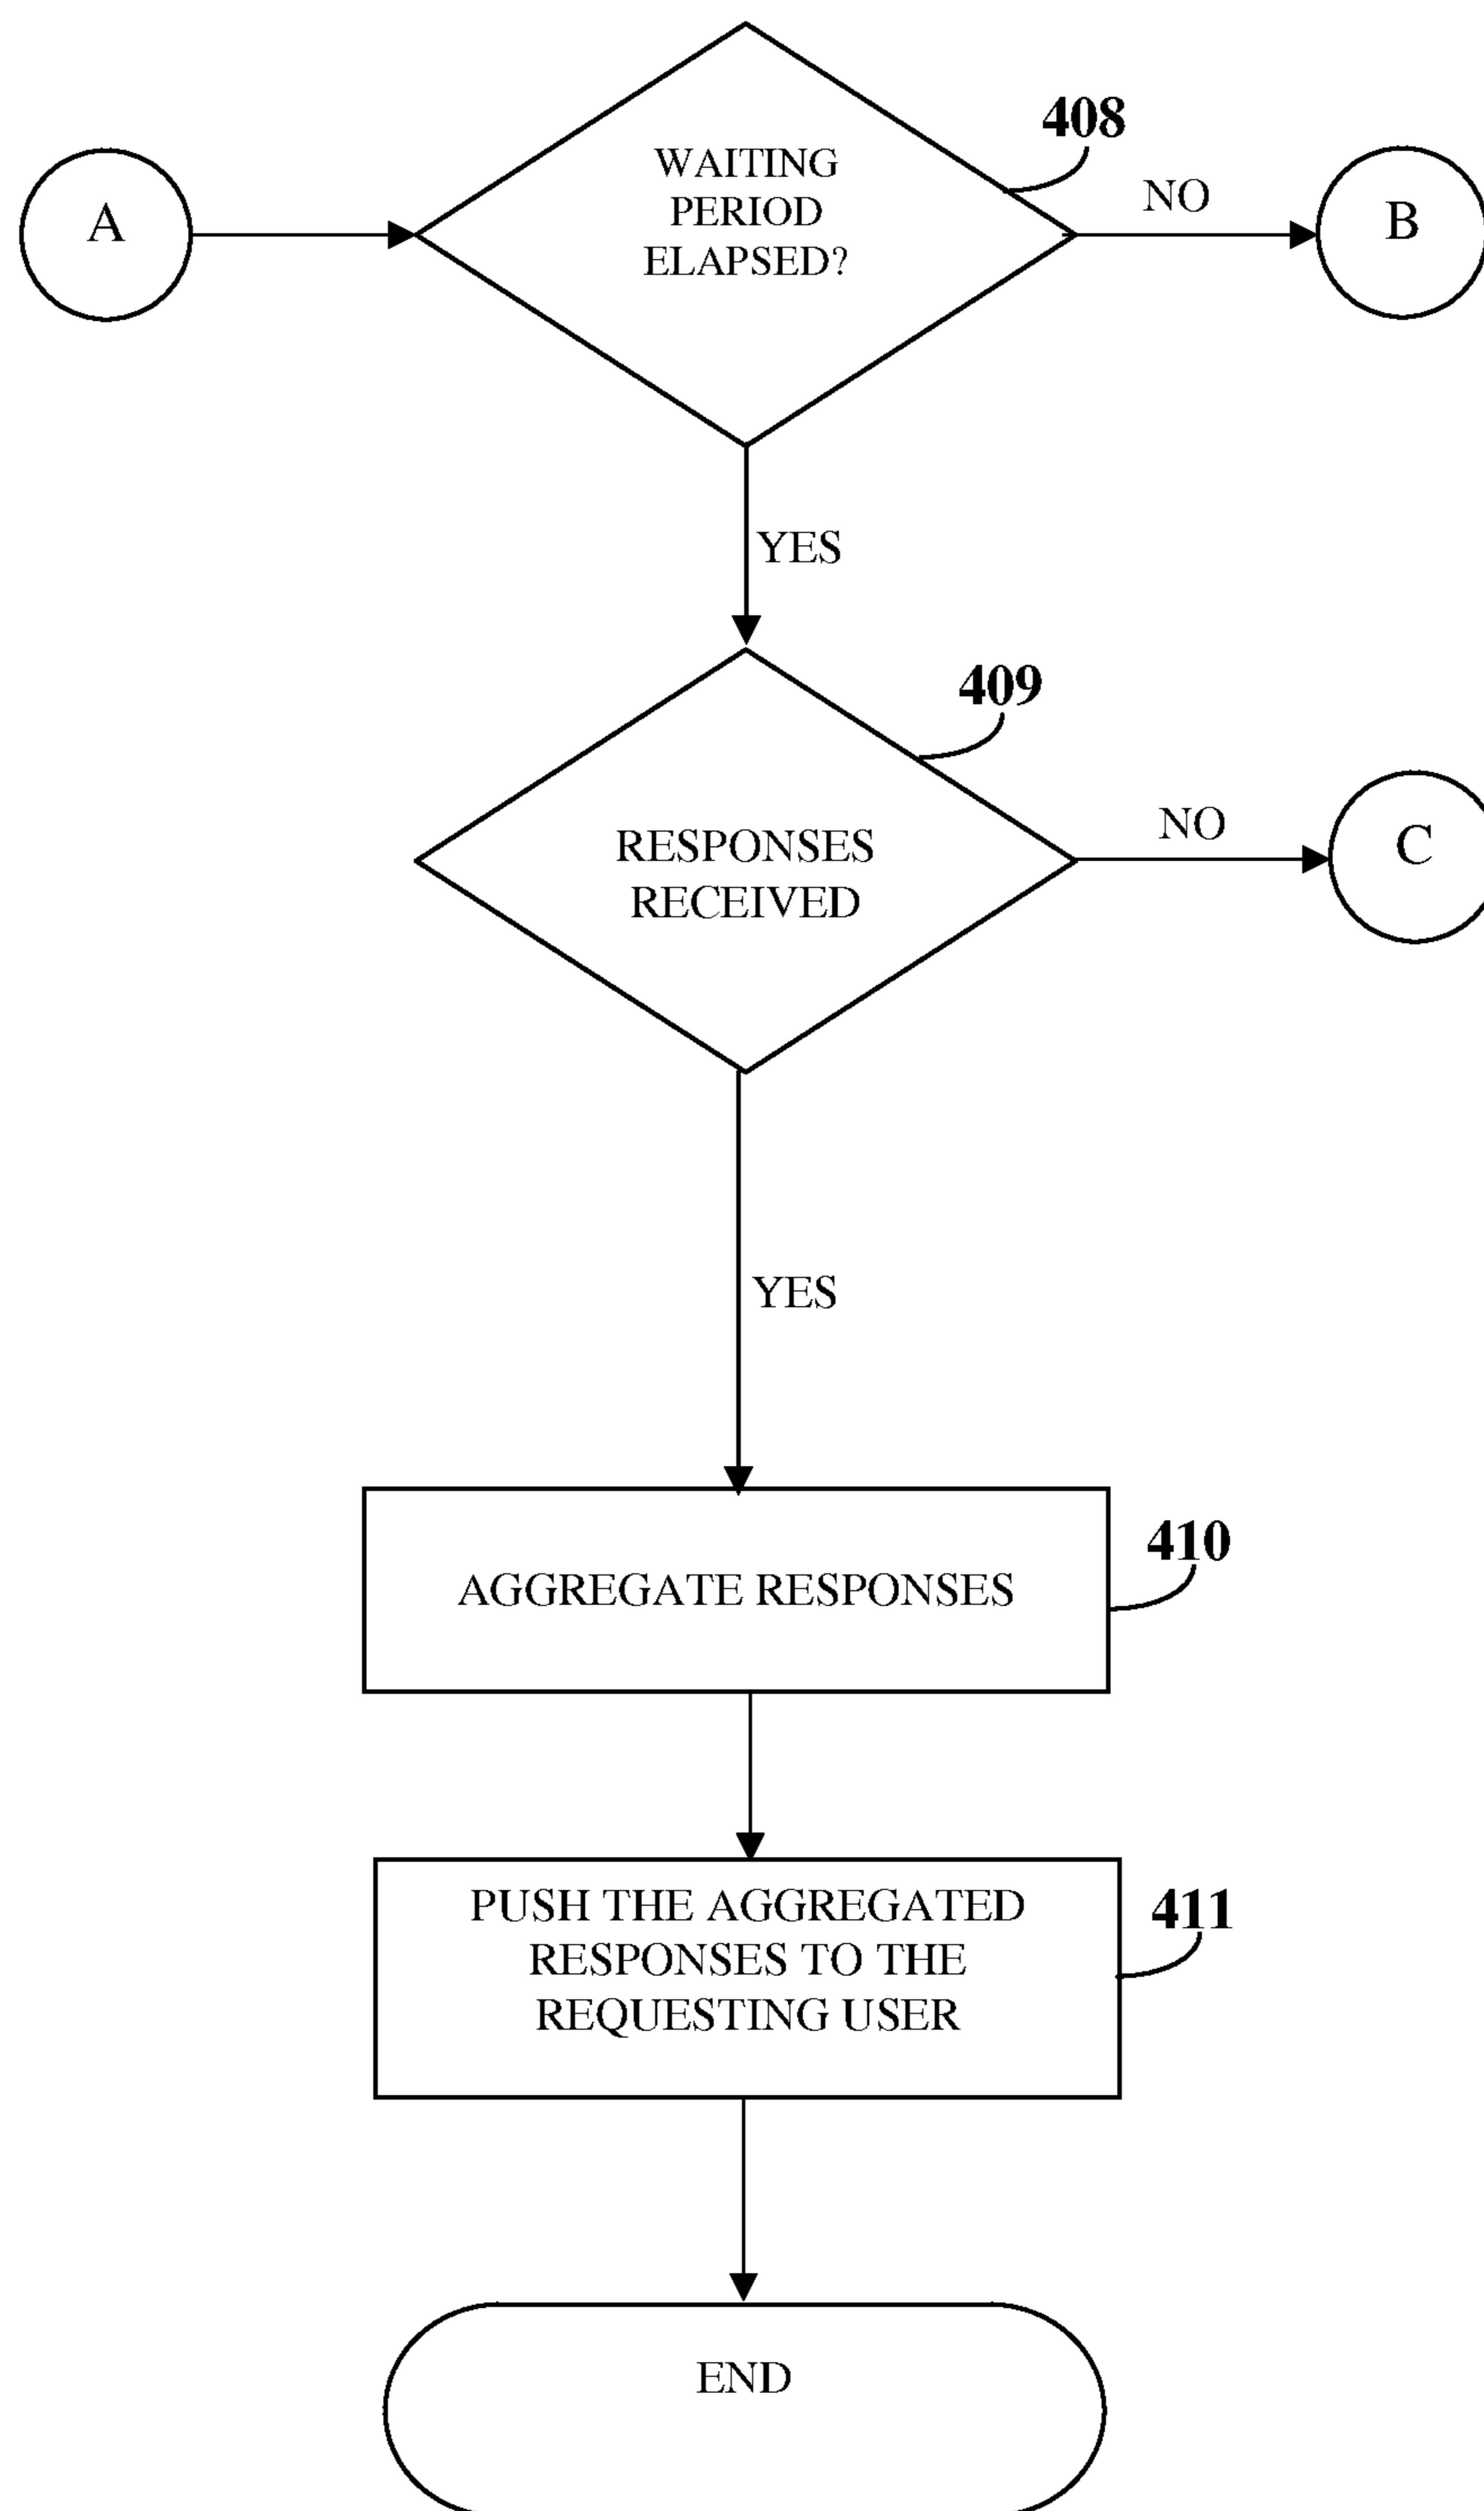 408
A
WAITING
PERIOD
ELAPSED?
NO
B
YES
409
RESPONSES
RECEIVED
NO
C
YES
AGGREGATE RESPONSES
410
PUSH THE AGGREGATED
RESPONSES TO THE
REQUESTING USER
411
END